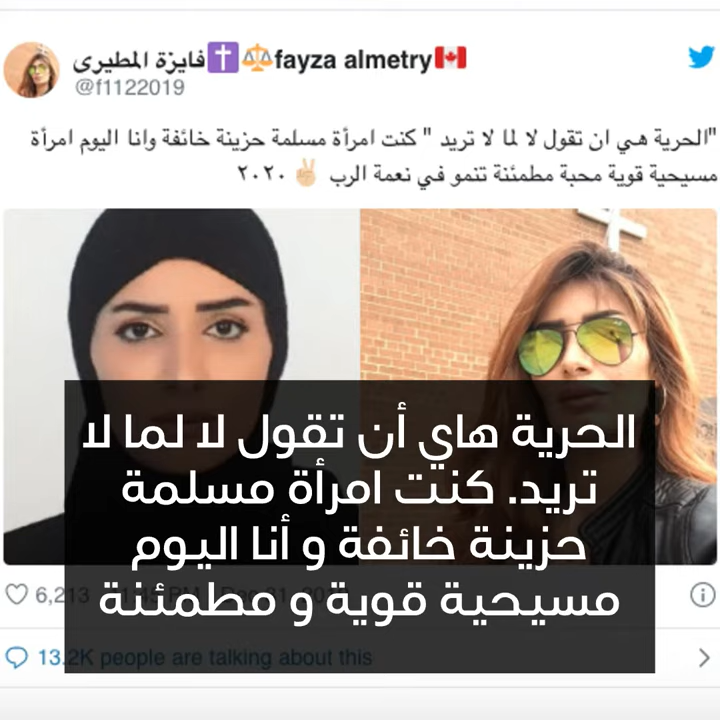 فايزة المطيرى✝️⚖️fayza almetry🇨🇦
@f1122019
"الحرية هي ان تقول لا لما لا تريد " كنت امرأة مسلمة حزينة خائفة وانا اليوم امرأة
مسيحية قوية محبة مطمئنة تنمو في نعمة الرب ✌🏼 ٢٠٢٠
الحرية هاي أن تقول لا لما لا
تريد. كنت امرأة مسلمة
حزينة خائفة و أنا اليوم
مسيحية قوية و مطمئنة
6,213
13.2K people are talking about this